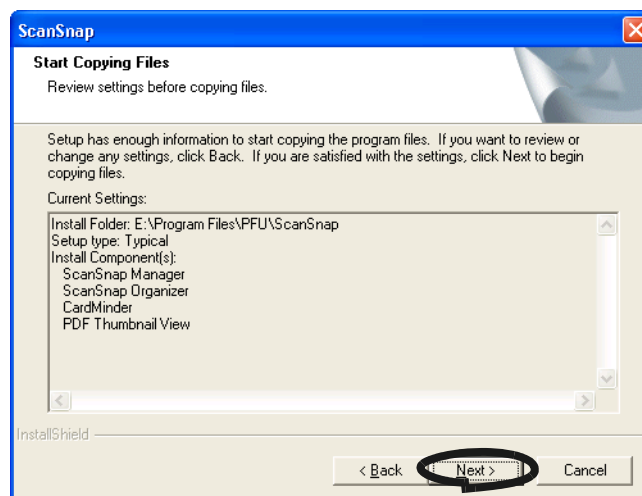 ScanSnap
Start Copying Files
Review settings before copying files.
Setup has enough information to start copying the program files. If you want to review or
change any settings, click Back. If you are satisfied with the settings, click Next to begin
copying files.
Current Settings:
Install Folder: E:\Program Files\PFU\ScanSnap
Setup type: Typical
Install Component(s):
ScanSnap Manager
ScanSnap Organizer
CardMinder
PDF Thumbnail View
InstallShield
< Back Next > Cancel